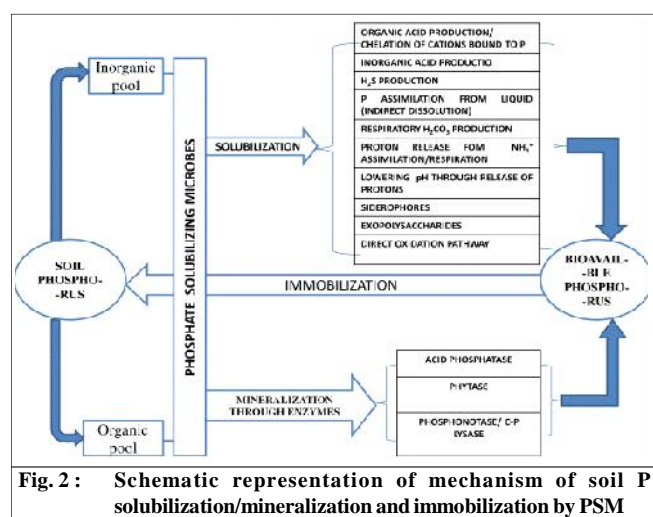 Inorganic
pool
SOIL
PHOSPHO-
-RUS
Organic
pool
PHOSPHATE SOLUBILIZING MICROBES
SOLUBILIZATION
ORGANIC ACID PRODUCTION/
CHELATION OF CATIONS BOUND TO P
INORGANIC ACID PRODUCTIO
H₂S PRODUCTION
P ASSIMILATION FROM LIQUID
(INDIRECT DISSOLUTION)
RESPIRATORY H₂CO₃ PRODUCTION
PROTON RELEASE FOM NH₄⁺
ASSIMILATION/RESPIRATION
LOWERING pH THROUGH RELEASE OF
PROTONS
SIDEROPHORES
EXOPOLYSACCHARIDES
DIRECT OXIDATION PATHWAY
IMMOBILIZATION
BIOAVAIL-
-BLE
PHOSPHO-
-RUS
MINERALIZATION
THROUGH ENZYMES
ACID PHOSPHATASE
PHYTASE
PHOSPHONOTASE/ C-P
LYSASE
Fig. 2 : Schematic representation of mechanism of soil P
solubilization/mineralization and immobilization by PSM